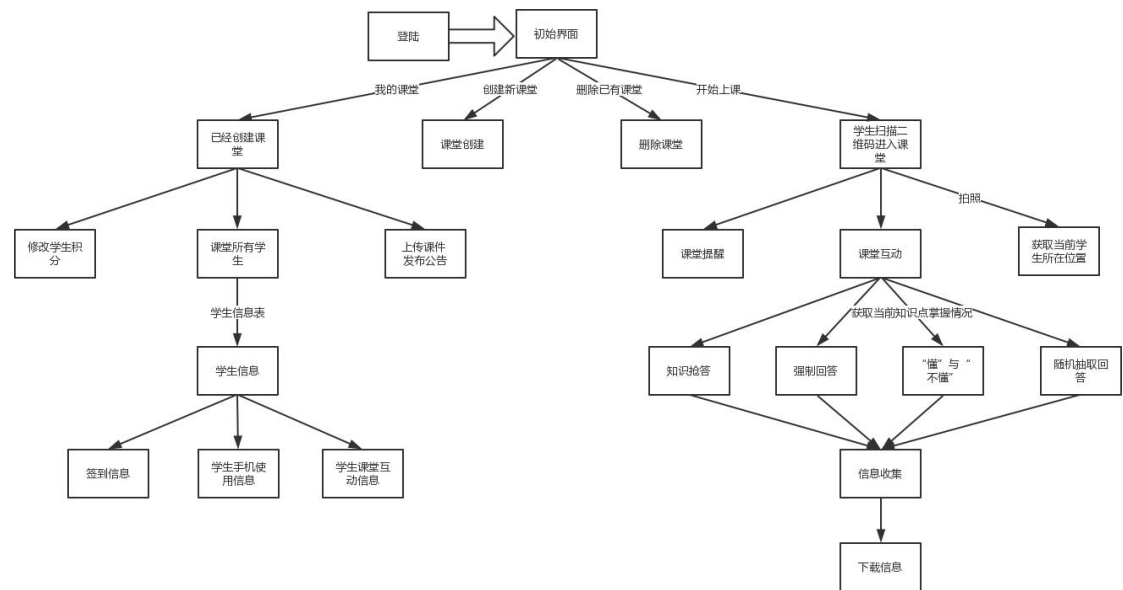 登陆
初始界面
我的课堂
创建新课堂
删除已有课堂
开始上课
已经创建课
堂
课堂创建
删除课堂
学生扫描二
维码进入课
堂
拍照
修改学生积
分
课堂所有学
生
上传课件
发布公告
课堂提醒
课堂互动
获取当前学
生所在位置
学生信息表
获取当前知识点掌握情况
学生信息
知识抢答
强制回答
“懂”与“
不懂”
随机抽取回
答
签到信息
学生手机使
用信息
学生课堂互
动信息
信息收集
下载信息